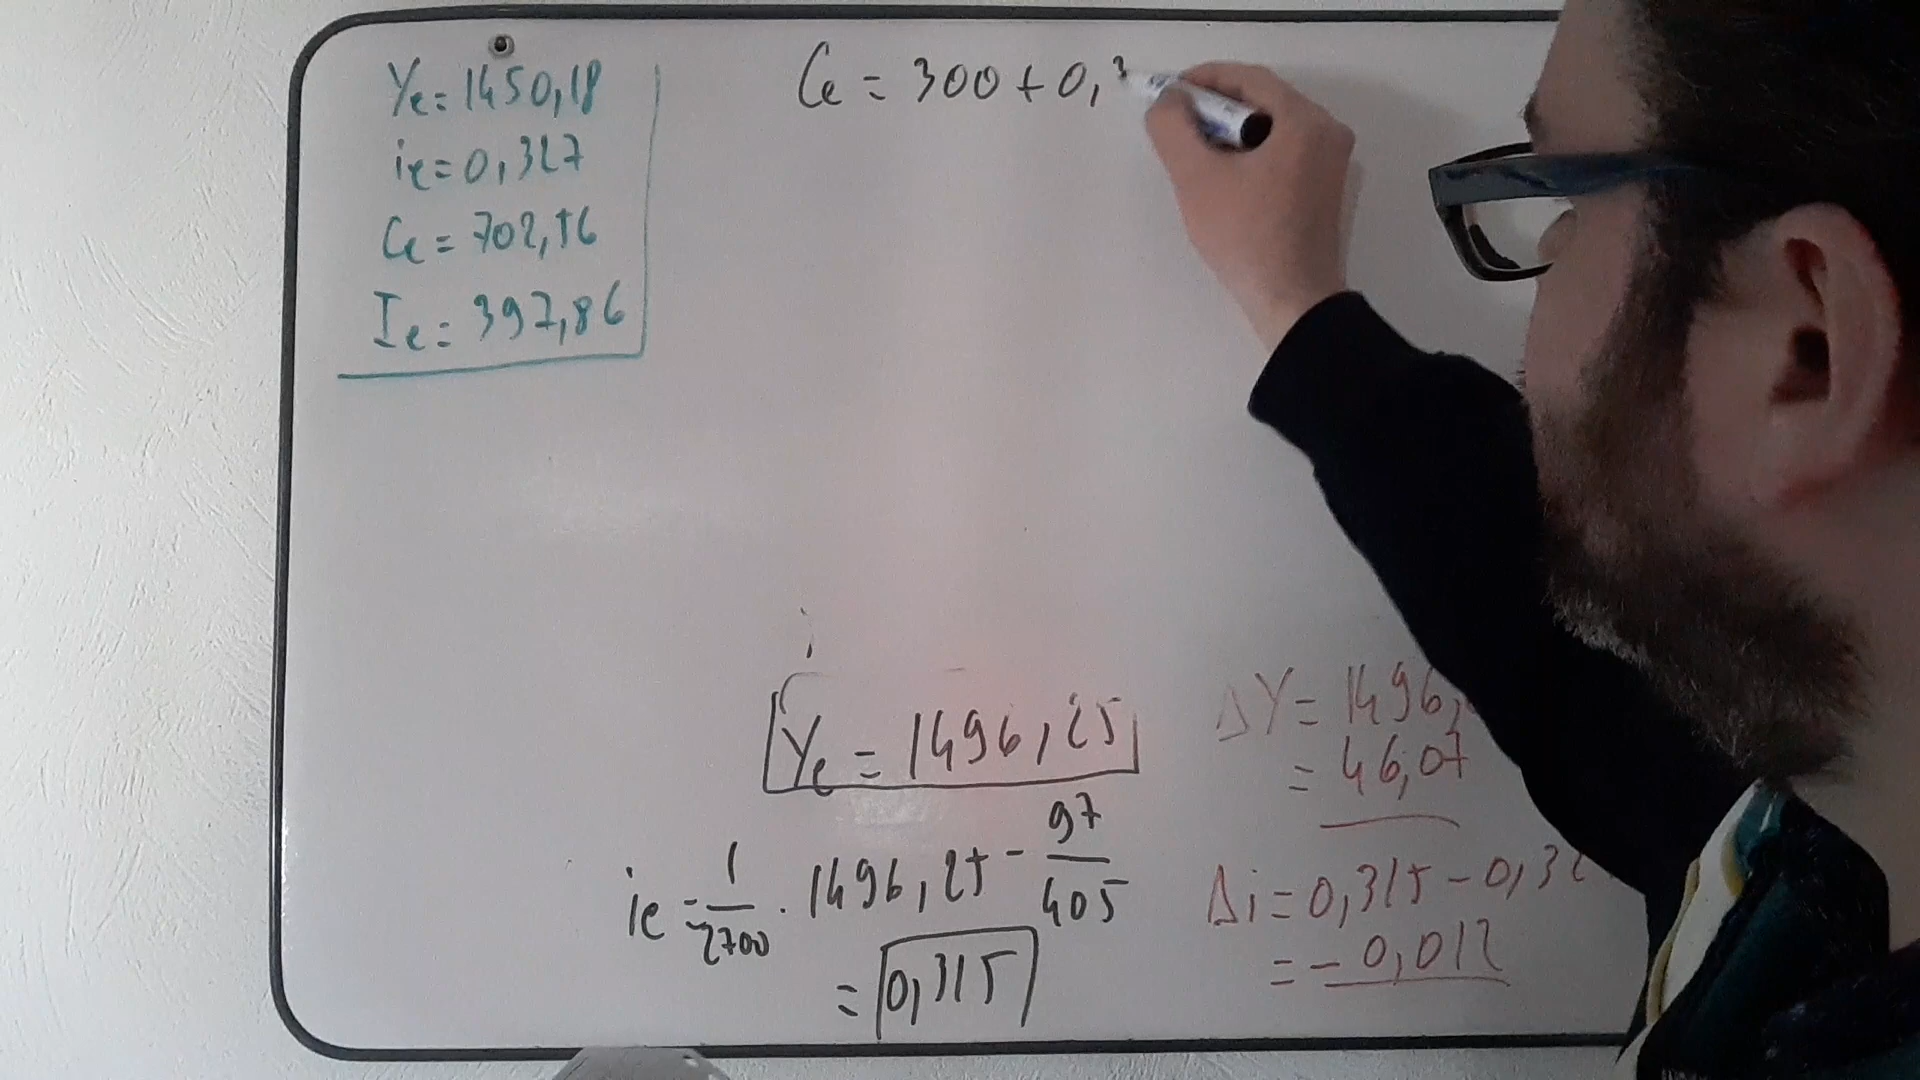 Ye = 1450,18
ie = 0,327
Ce = 702,56
Ie = 397,86
Ce = 300 + 0,3
Ye = 1496,25
ie = 1/2700 · 1496,25 - 97/405
= 0,315
ΔY = 1496,
= 46,07
Δi = 0,315 - 0,32
= - 0,012